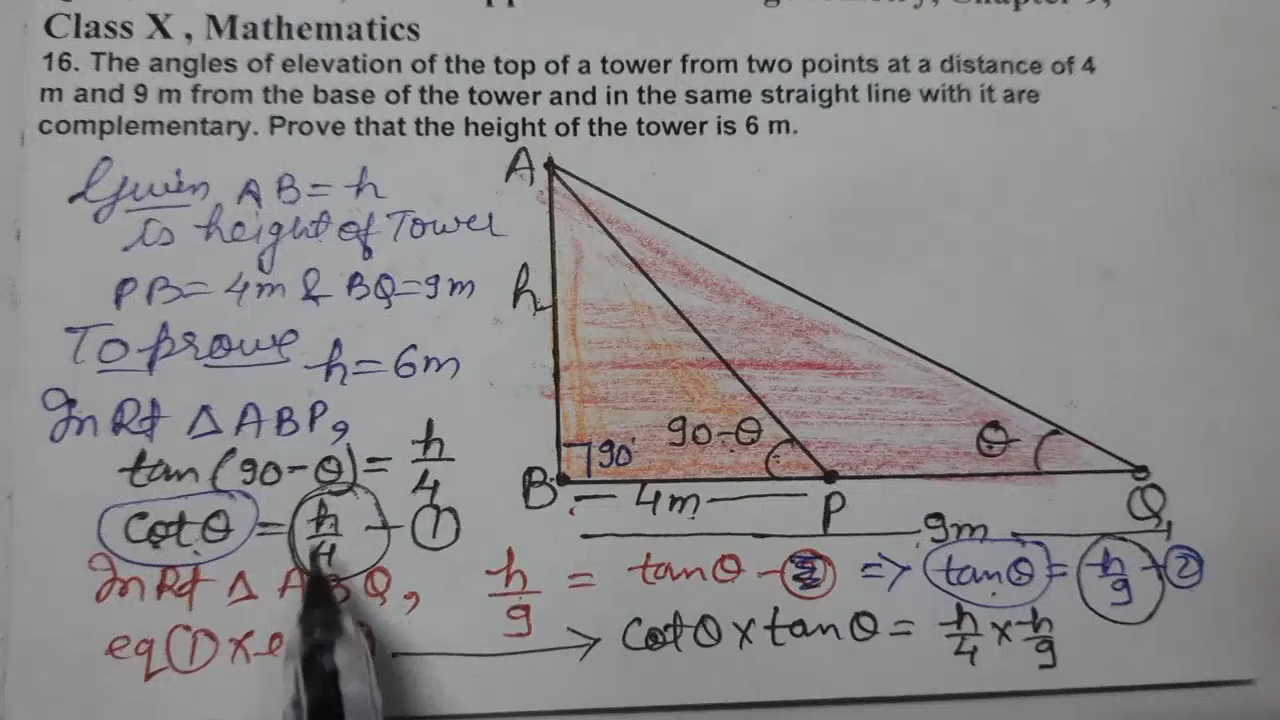 Class X , Mathematics
16. The angles of elevation of the top of a tower from two points at a distance of 4
m and 9 m from the base of the tower and in the same straight line with it are
complementary. Prove that the height of the tower is 6 m.
Given AB = h
is height of Tower
PB = 4m & BQ = 9m
To prove h = 6m
In Rt △ ABP,
tan(90-θ) = h/4
cotθ = h/4 - ①
In Rt △ ABQ, h/9 = tanθ - ② => tanθ = h/9 - ②
eq ① × e
cotθ × tanθ = h/4 × h/9
A
h
90
90-θ
θ
B
4m
P
9m
Q